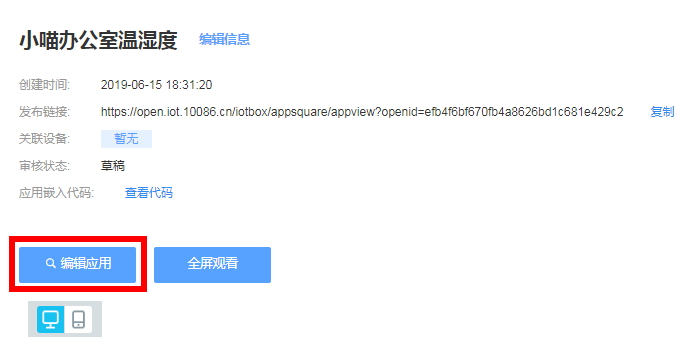 小喵办公室温湿度 编辑信息
创建时间: 2019-06-15 18:31:20
发布链接: https://open.iot.10086.cn/iotbox/appsquare/appview?openid=efb4f6bf670fb4a8626bd1c681e429c2 复制
关联设备: 暂无
审核状态: 草稿
应用嵌入代码: 查看代码
编辑应用 全屏观看